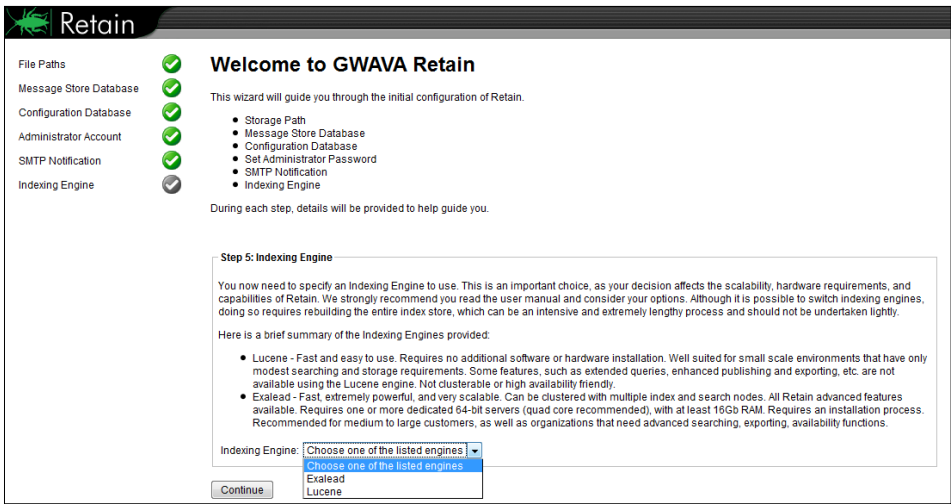 Retain
File Paths
Message Store Database
Configuration Database
Administrator Account
SMTP Notification
Indexing Engine
Welcome to GWAVA Retain
This wizard will guide you through the initial configuration of Retain.
Storage Path
Message Store Database
Configuration Database
Set Administrator Password
SMTP Notification
Indexing Engine
During each step, details will be provided to help guide you.
Step 5: Indexing Engine
You now need to specify an Indexing Engine to use. This is an important choice, as your decision affects the scalability, hardware requirements, and
capabilities of Retain. We strongly recommend you read the user manual and consider your options. Although it is possible to switch indexing engines,
doing so requires rebuilding the entire index store, which can be an intensive and extremely lengthy process and should not be undertaken lightly.
Here is a brief summary of the Indexing Engines provided:
Lucene - Fast and easy to use. Requires no additional software or hardware installation. Well suited for small scale environments that have only
modest searching and storage requirements. Some features, such as extended queries, enhanced publishing and exporting, etc. are not
available using the Lucene engine. Not clusterable or high availability friendly.
Exalead - Fast, extremely powerful, and very scalable. Can be clustered with multiple index and search nodes. All Retain advanced features
available. Requires one or more dedicated 64-bit servers (quad core recommended), with at least 16Gb RAM. Requires an installation process.
Recommended for medium to large customers, as well as organizations that need advanced searching, exporting, availability functions.
Indexing Engine: Choose one of the listed engines
Choose one of the listed engines
Exalead
Lucene
Continue